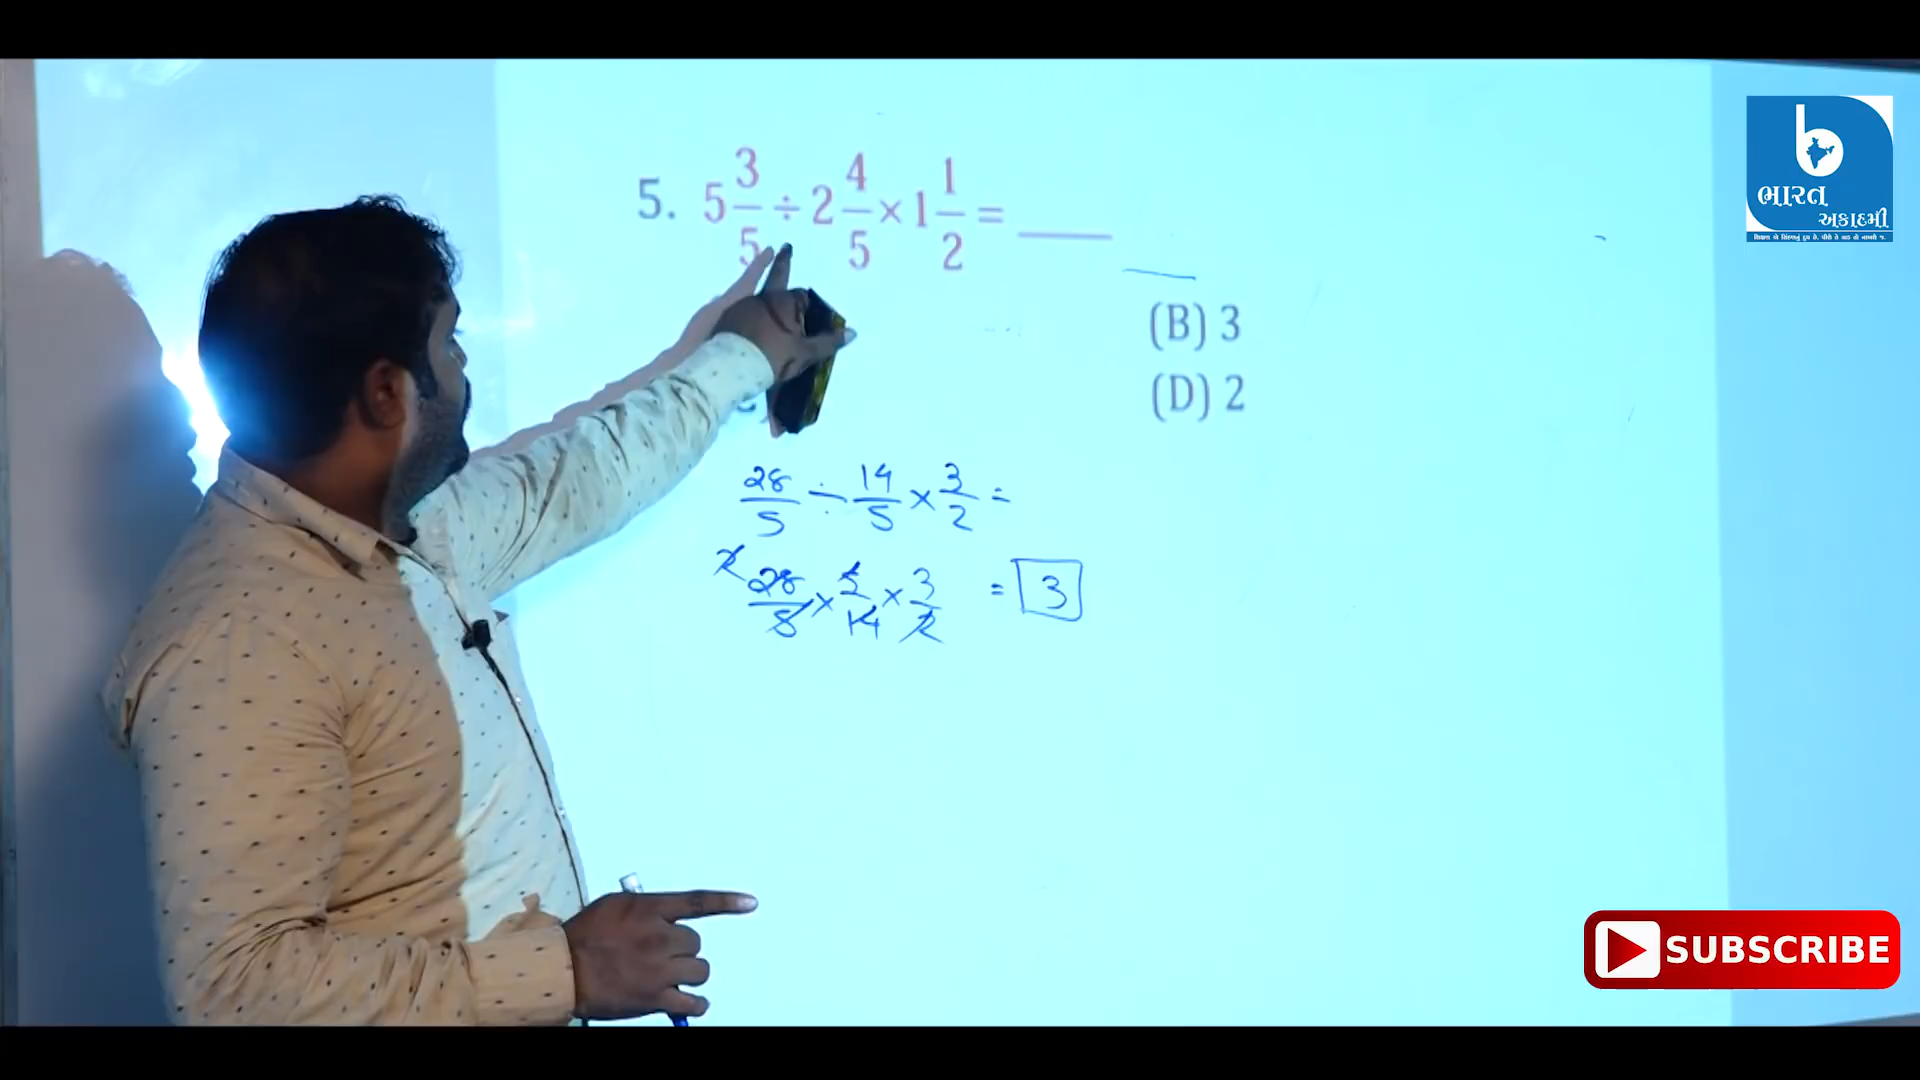 5. 5 3/5 ÷ 2 4/5 × 1 1/2 = ____
(B) 3
(D) 2
28/5 ÷ 14/5 × 3/2 =
2 28/5 × 5/14 × 3/2 = 3
b
ભારત
અકાદમી
SUBSCRIBE